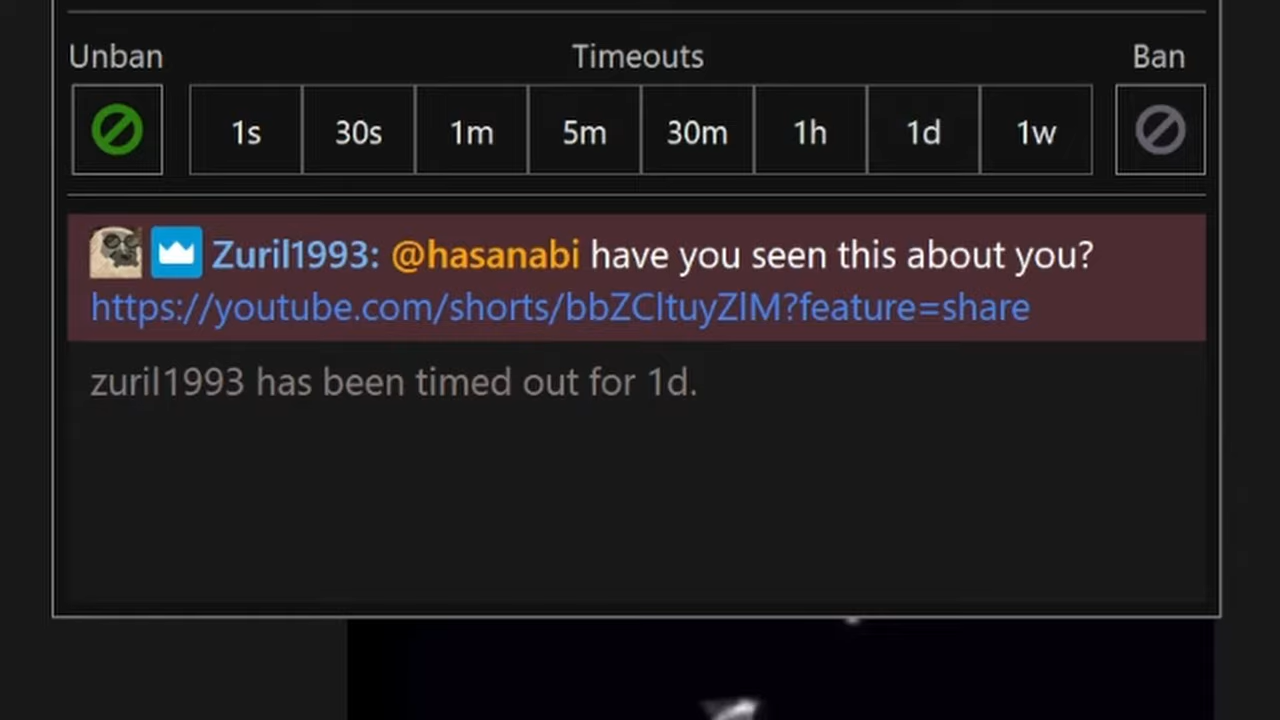 Unban Timeouts Ban
1s 30s 1m 5m 30m 1h 1d 1w
Zuril1993: @hasanabi have you seen this about you?
https://youtube.com/shorts/bbZCltuyZlM?feature=share
zuril1993 has been timed out for 1d.